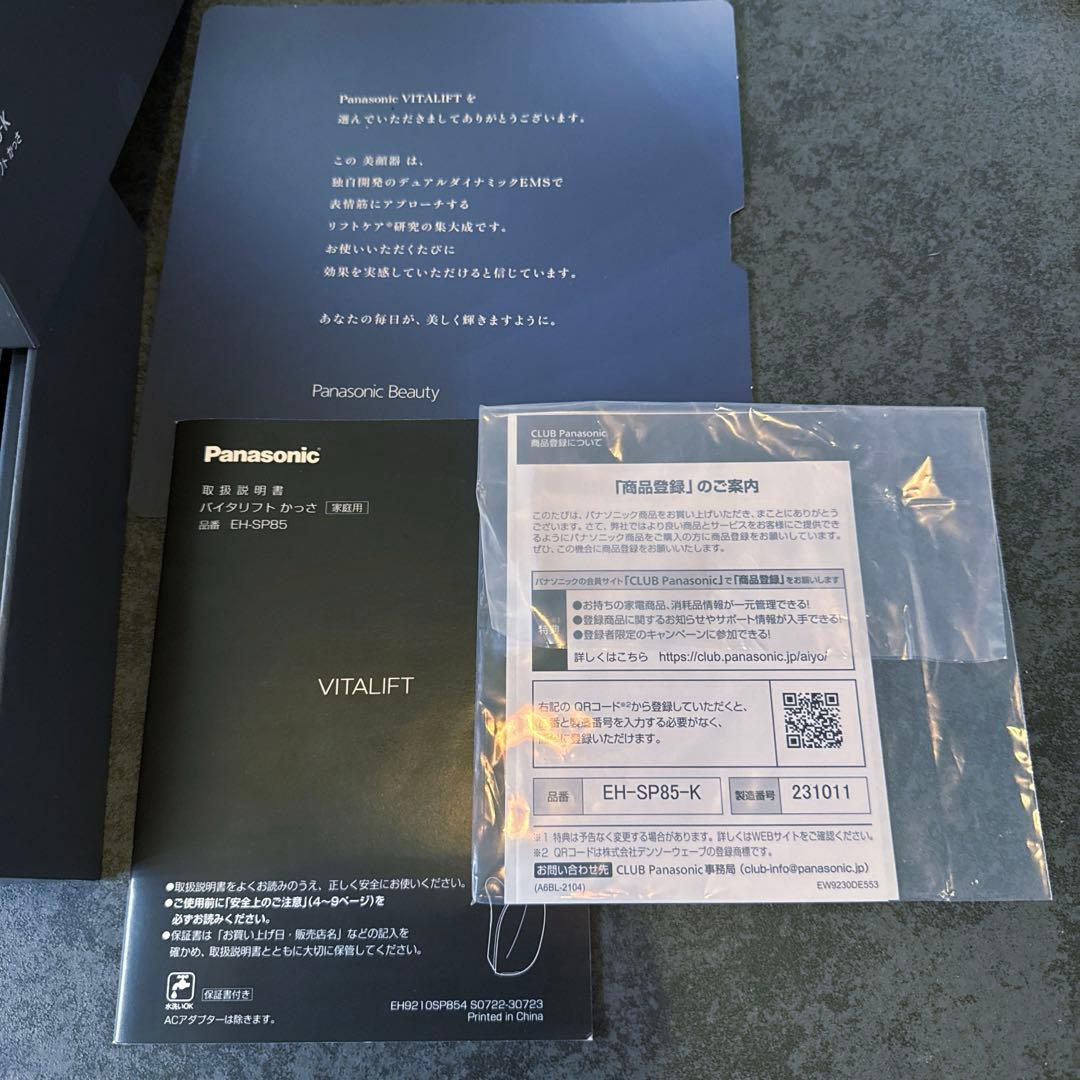 Panasonic VITALIFT を
選んでいただきましてありがとうございます。
この 美顔器 は、
独自開発のデュアルダイナミックEMSで
表情筋にアプローチする
リフトケア※研究の集大成です。
お使いいただくたびに
効果を実感していただけると信じています。
あなたの毎日が、美しく輝きますように。
Panasonic Beauty
Panasonic
取扱説明書
バイタリフト かっさ 家庭用
品番 EH-SP85
VITALIFT
●取扱説明書をよくお読みのうえ、正しく安全にお使いください。
●ご使用前に「安全上のご注意」(4～9ページ)を
必ずお読みください。
●保証書は「お買い上げ日・販売店名」などの記入を
確かめ、取扱説明書とともに大切に保管してください。
水洗いOK
保証書付き
ACアダプターは除きます。
EH9210SP854 S0722-30723
Printed in China
CLUB Panasonic
商品登録について
「商品登録」のご案内
このたびは、パナソニック商品をお買い上げいただき、まことにありがとう
ございます。さて、弊社ではより良い商品とサービスをお客様にご提供でき
るようにパナソニック商品をご購入の方に商品登録をお願いしています。
ぜひ、この機会に商品登録をお願いいたします。
パナソニックの会員サイト「CLUB Panasonic」で「商品登録」をお願いします
特典
●お持ちの家電商品、消耗品情報が一元管理できる!
●登録商品に関するお知らせやサポート情報が入手できる!
●登録者限定のキャンペーンに参加できる!
詳しくはこちら https://club.panasonic.jp/aiyo/
右記の QRコード※2から登録していただくと、
品番と製造番号を入力する必要がなく、
登録いただけます。
品番 EH-SP85-K 製造番号 231011
※1 特典は予告なく変更する場合があります。詳しくはWEBサイトをご確認ください。
※2 QRコードは株式会社デンソーウェーブの登録商標です。
お問い合わせ先 CLUB Panasonic事務局 (club-info@panasonic.jp)
(A6BL-2104)
EW9230DE553